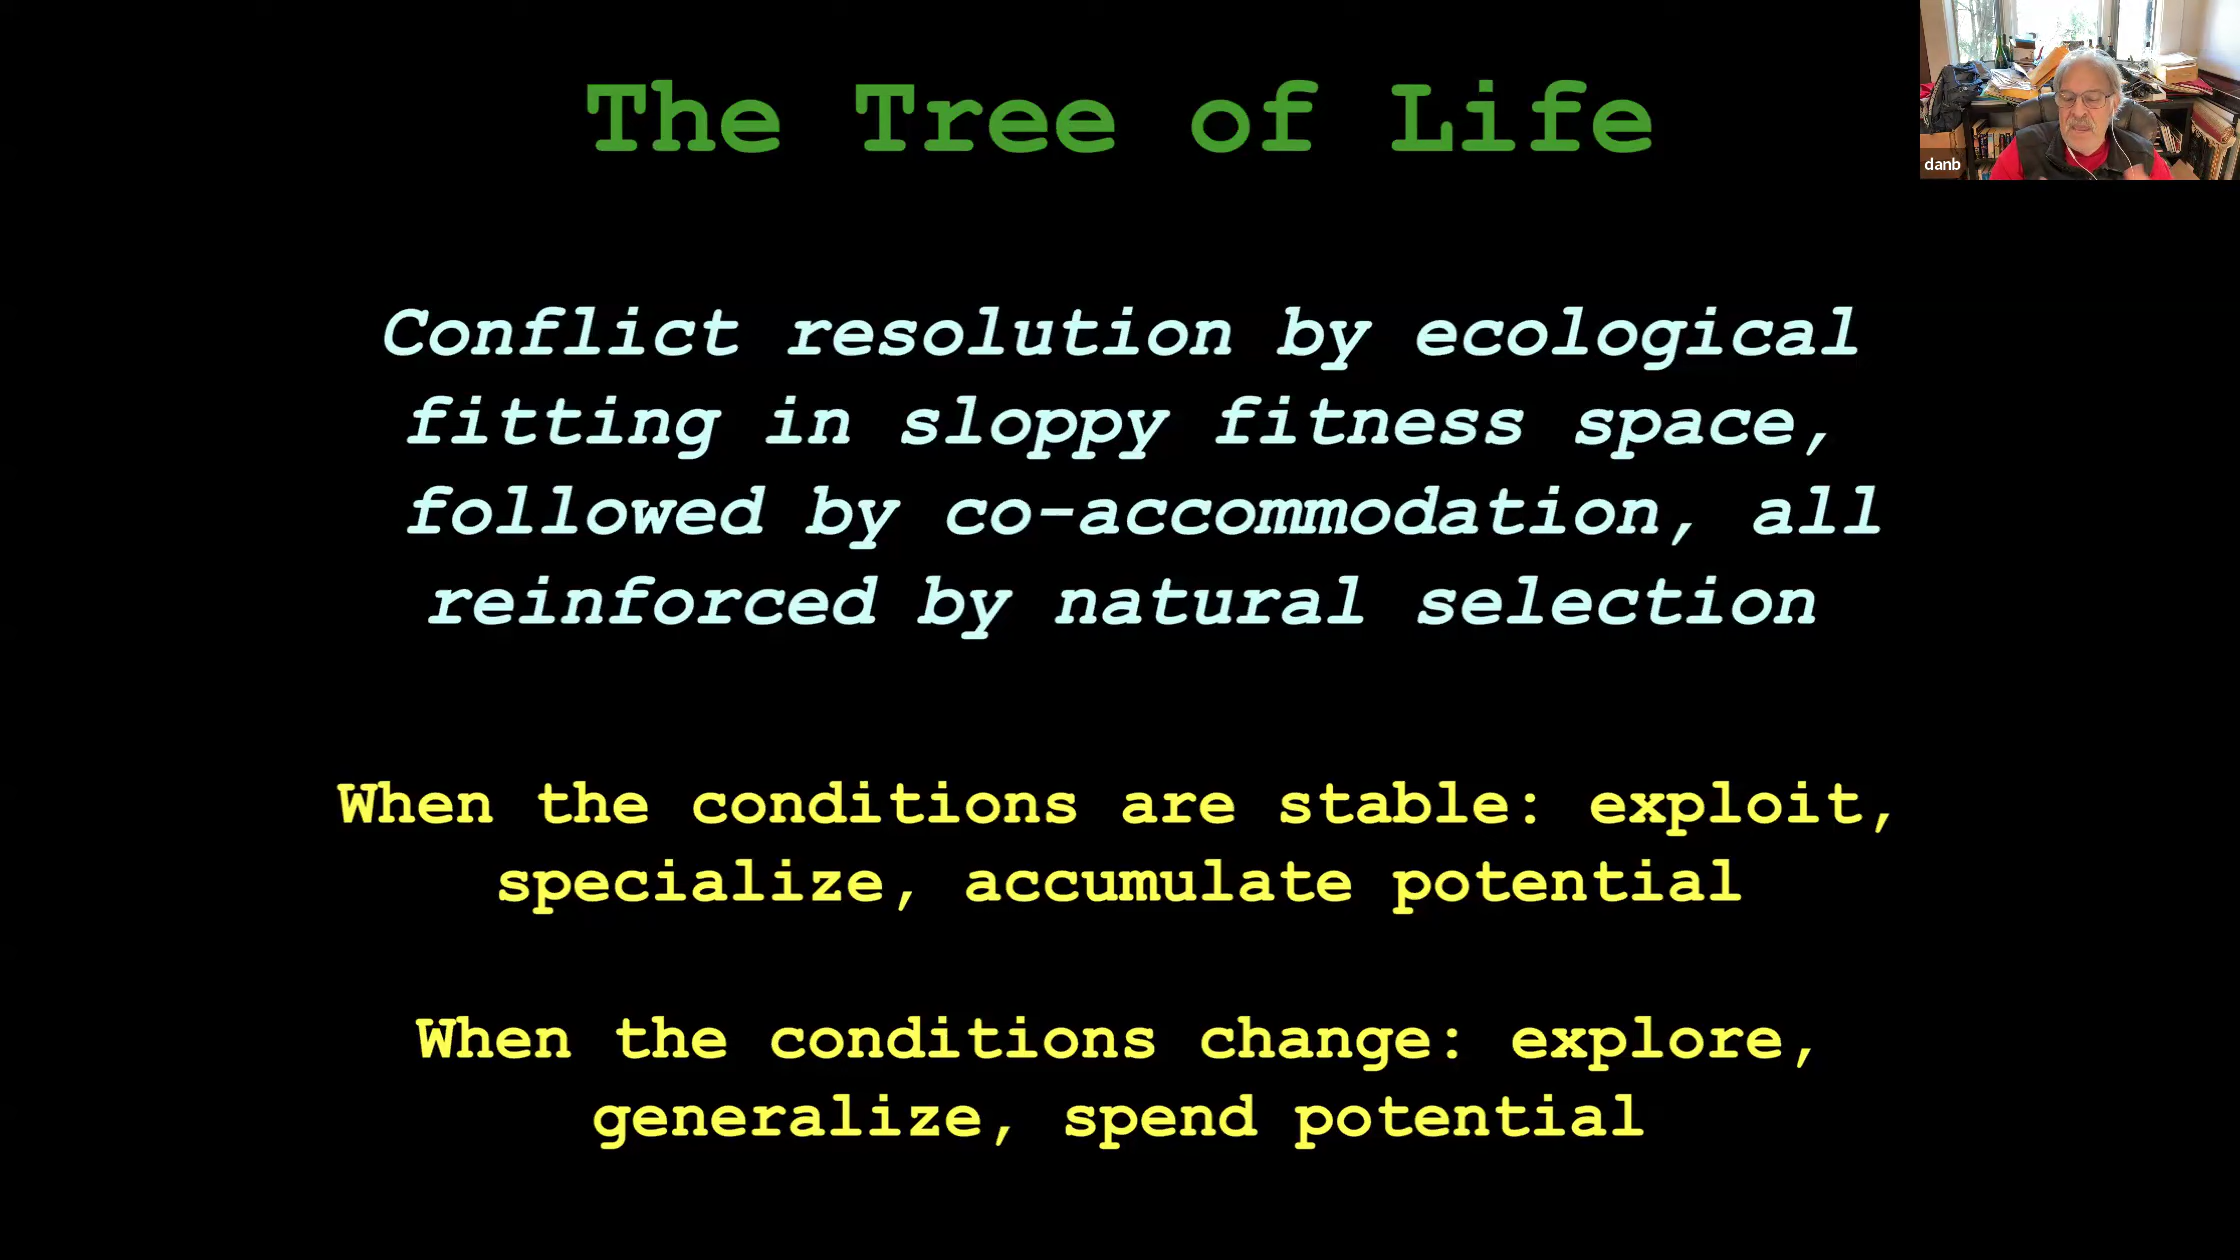 The Tree of Life
danb
Conflict resolution by ecological
fitting in sloppy fitness space,
followed by co-accommodation, all
reinforced by natural selection
When the conditions are stable: exploit,
specialize, accumulate potential
When the conditions change: explore,
generalize, spend potential